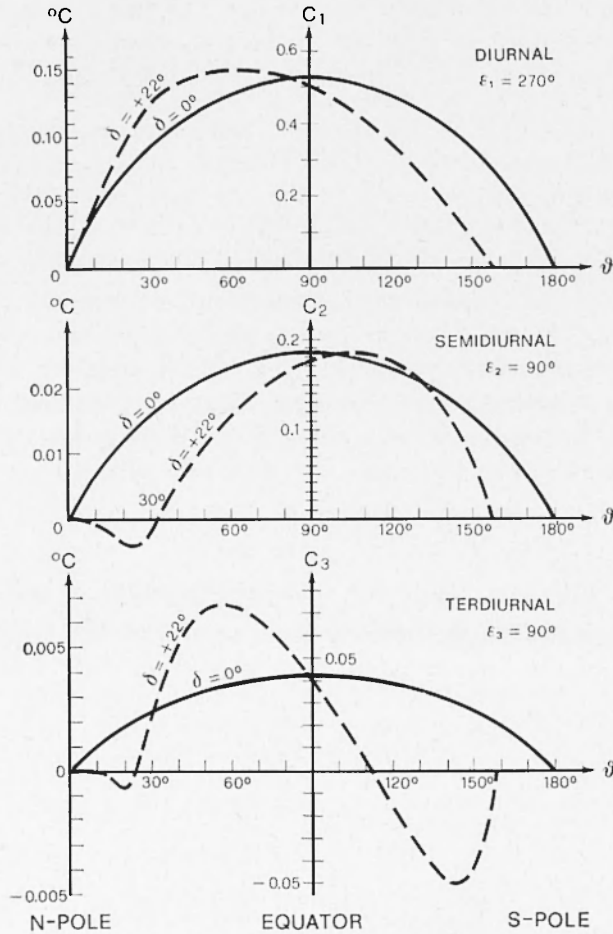 °C C₁
0.6
DIURNAL
ε₁ = 270°
0.15
δ = +22°
δ = 0°
0.4
0.10
0.2
0.05
0
30° 60° 90° 120° 150° 180° ϑ
°C C₂
0.2
0.2
SEMIDIURNAL
ε₂ = 90°
0.02
δ = 0°
δ = +22°
0.1
0.01
30°
0
60° 90° 120° 150° 180° ϑ
°C C₃
TERDIURNAL
ε₃ = 90°
0.005
δ = +22°
0.05
δ = 0°
0
30° 60° 120° 150° 180° ϑ
−0.05
−0.005
N-POLE EQUATOR S-POLE